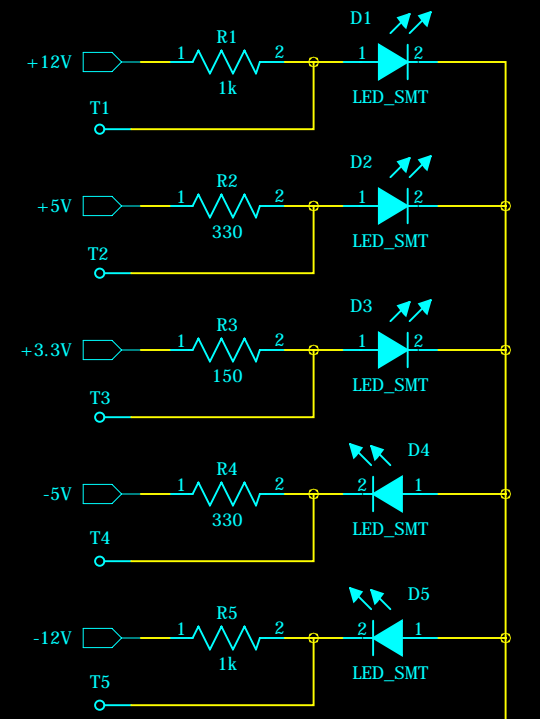 D1
R1
+12V 1 2 1 2
1k LED_SMT
T1
D2
R2
+5V 1 2 1 2
330 LED_SMT
T2
D3
R3
+3.3V 1 2 1 2
150 LED_SMT
T3
D4
R4
-5V 1 2 2 1
330 LED_SMT
T4
D5
R5
-12V 1 2 2 1
1k LED_SMT
T5